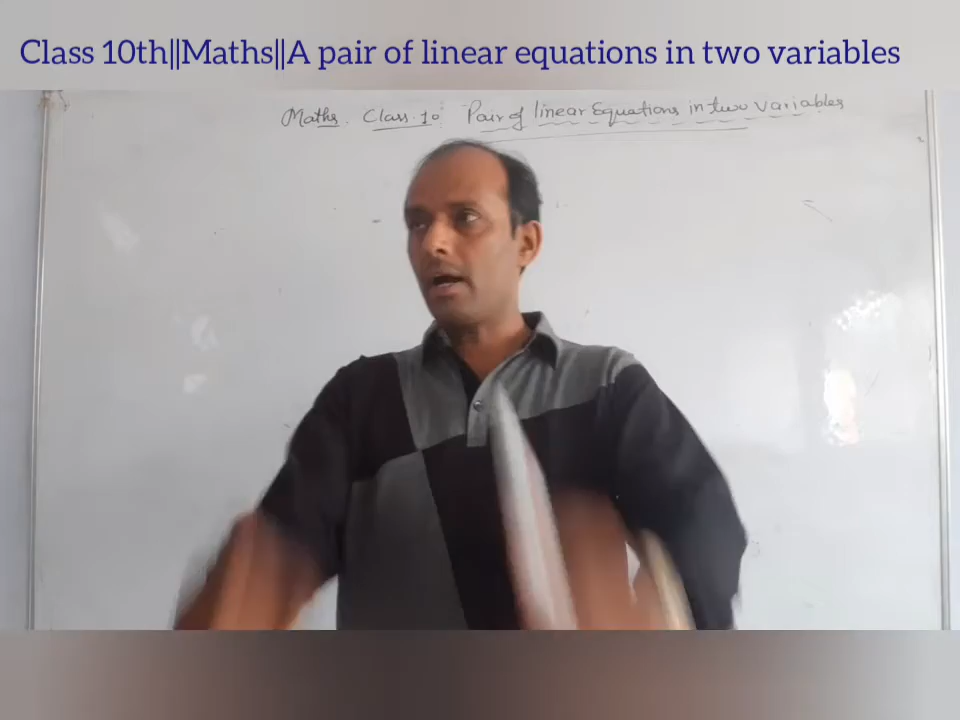 Class 10th||Maths||A pair of linear equations in two variables
Maths. Class.10 Pair of linear Equations in two Variables